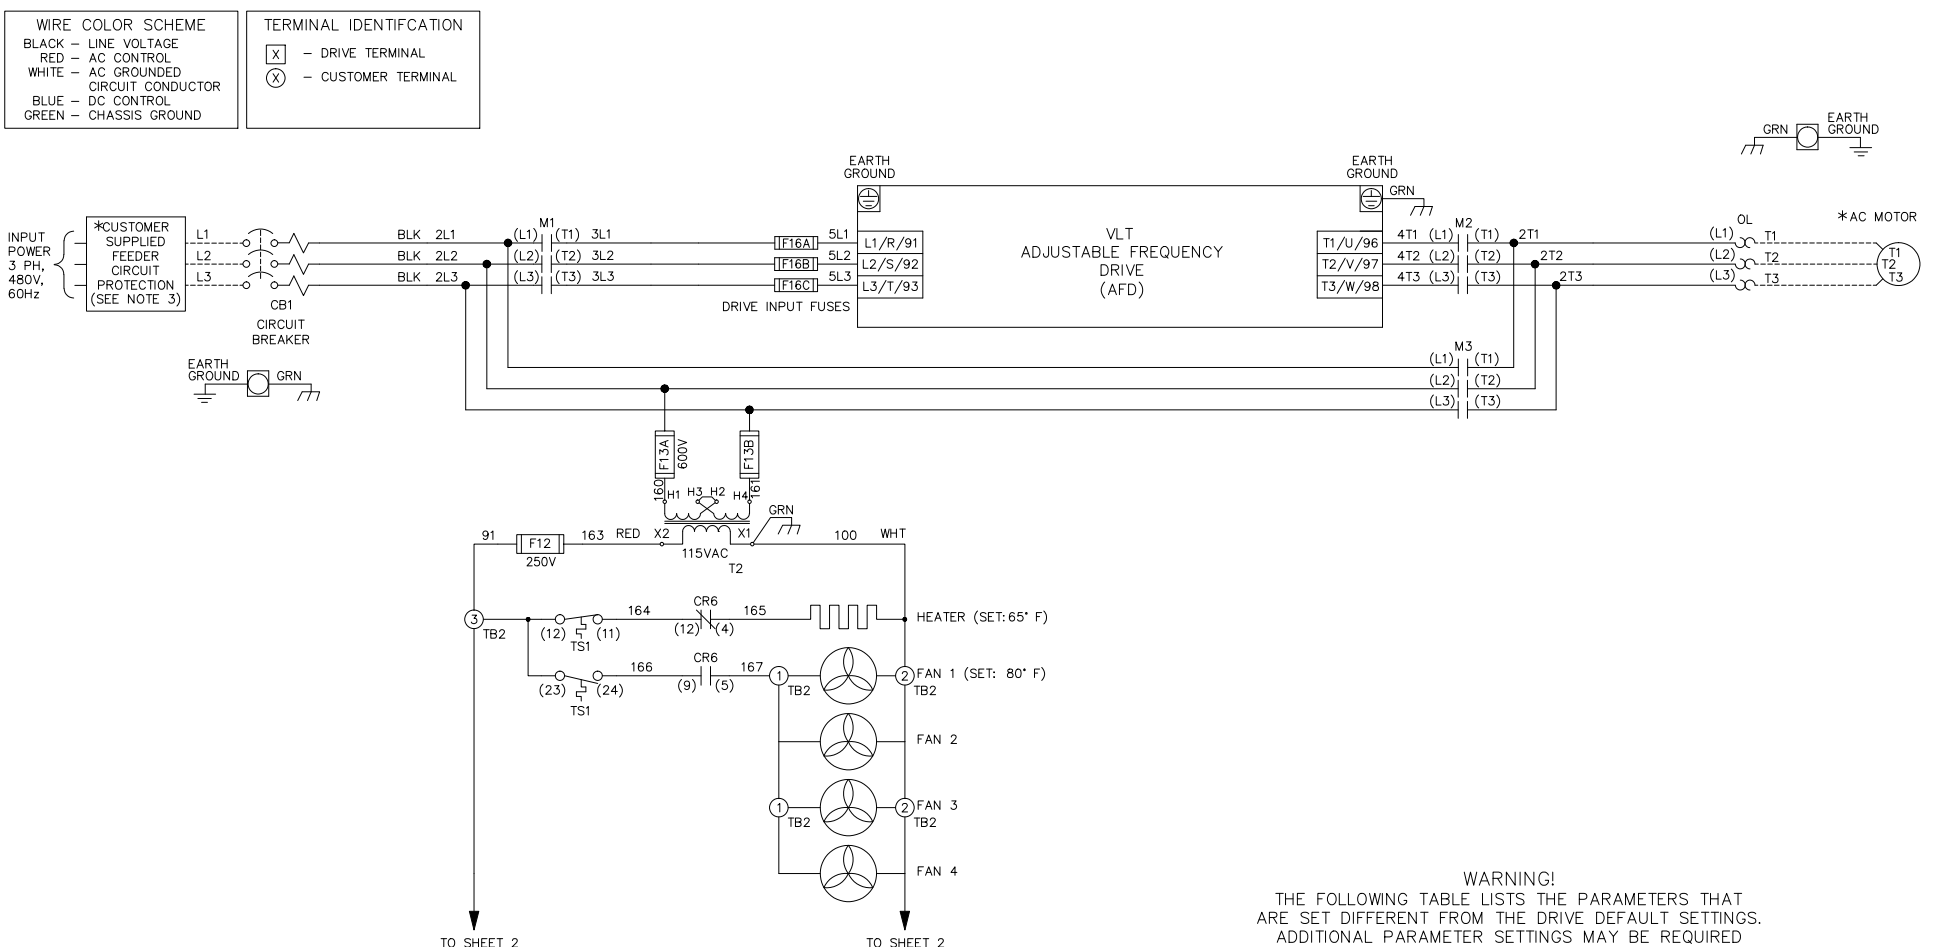 WIRE COLOR SCHEME
BLACK – LINE VOLTAGE
RED – AC CONTROL
WHITE – AC GROUNDED
CIRCUIT CONDUCTOR
BLUE – DC CONTROL
GREEN – CHASSIS GROUND
TERMINAL IDENTIFCATION
X – DRIVE TERMINAL
X – CUSTOMER TERMINAL
GRN
EARTH
GROUND
INPUT
POWER
3 PH,
480V,
60Hz
*CUSTOMER
SUPPLIED
FEEDER
CIRCUIT
PROTECTION
(SEE NOTE 3)
L1
L2
L3
CB1
CIRCUIT
BREAKER
EARTH
GROUND
GRN
BLK 2L1
BLK 2L2
BLK 2L3
M1
(L1) (T1) 3L1
(L2) (T2) 3L2
(L3) (T3) 3L3
F16A 5L1
F16B 5L2
F16C 5L3
DRIVE INPUT FUSES
EARTH
GROUND
L1/R/91
L2/S/92
L3/T/93
VLT
ADJUSTABLE FREQUENCY
DRIVE
(AFD)
EARTH
GROUND
GRN
T1/U/96
T2/V/97
T3/W/98
M2
4T1 (L1) (T1) 2T1
4T2 (L2) (T2) 2T2
4T3 (L3) (T3) 2T3
OL
(L1) T1
(L2) T2
(L3) T3
*AC MOTOR
T1
T2
T3
M3
(L1) (T1)
(L2) (T2)
(L3) (T3)
F13A
600V
F13B
160
161
H1 H3 H2 H4
GRN
91 F12 163 RED X2 X1 100 WHT
250V
115VAC
T2
3
TB2
(12) (11)
TS1
164
CR6
(12) (4)
165
HEATER (SET: 65° F)
(23) (24)
TS1
166
CR6
(9) (5)
167
1
TB2
2
TB2
FAN 1 (SET: 80° F)
FAN 2
1
TB2
2
TB2
FAN 3
FAN 4
TO SHEET 2
TO SHEET 2
WARNING!
THE FOLLOWING TABLE LISTS THE PARAMETERS THAT
ARE SET DIFFERENT FROM THE DRIVE DEFAULT SETTINGS.
ADDITIONAL PARAMETER SETTINGS MAY BE REQUIRED